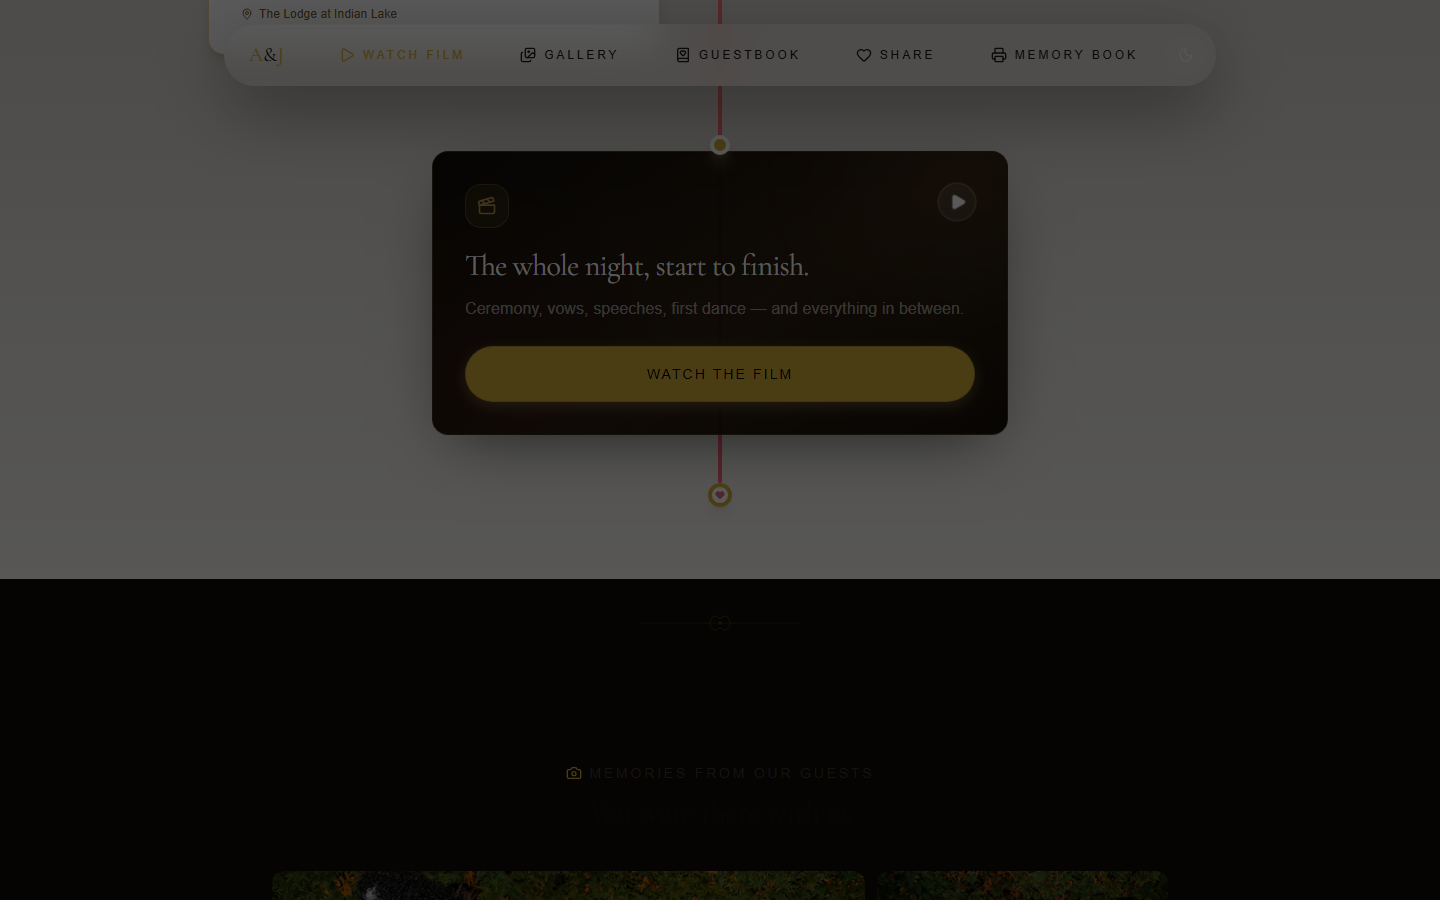 The Lodge at Indian Lake
A&J
WATCH FILM
GALLERY
GUESTBOOK
SHARE
MEMORY BOOK
The whole night, start to finish.
Ceremony, vows, speeches, first dance — and everything in between.
WATCH THE FILM
MEMORIES FROM OUR GUESTS